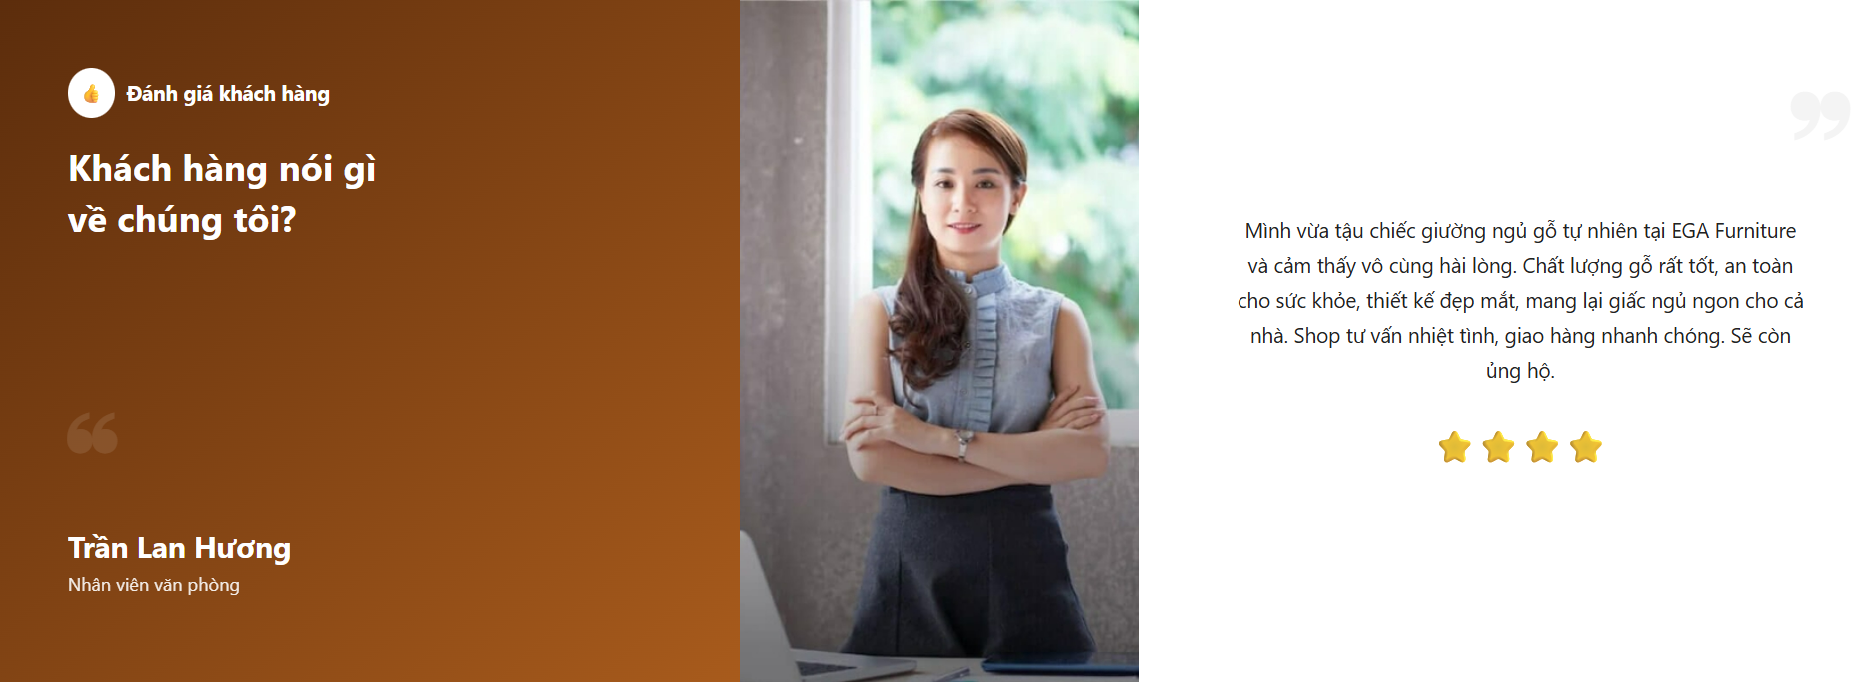 Đánh giá khách hàng
Khách hàng nói gì
về chúng tôi?
Trần Lan Hương
Nhân viên văn phòng
Mình vừa tậu chiếc giường ngủ gỗ tự nhiên tại EGA Furniture
và cảm thấy vô cùng hài lòng. Chất lượng gỗ rất tốt, an toàn
cho sức khỏe, thiết kế đẹp mắt, mang lại giấc ngủ ngon cho cả
nhà. Shop tư vấn nhiệt tình, giao hàng nhanh chóng. Sẽ còn
ủng hộ.